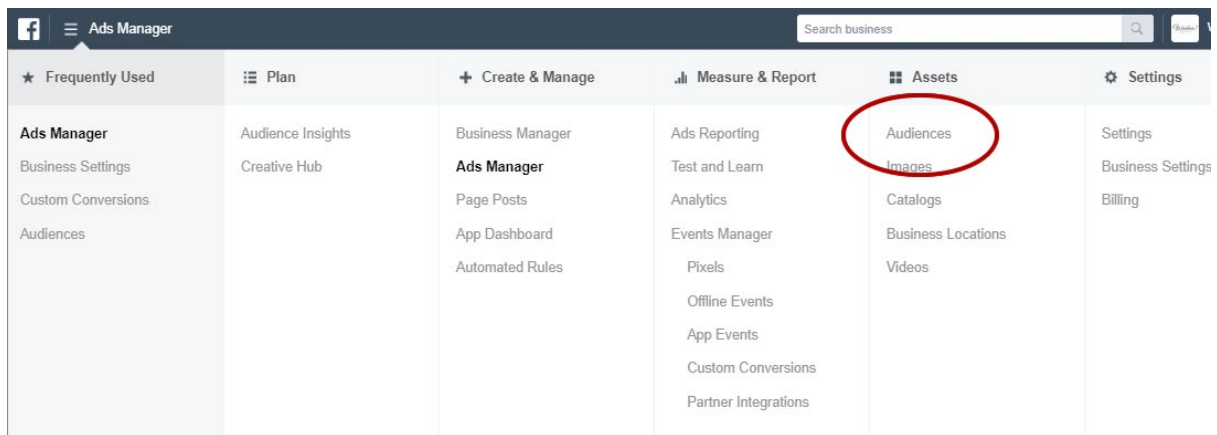 f Ads Manager Search business W
Frequently Used
Ads Manager
Business Settings
Custom Conversions
Audiences
Plan
Audience Insights
Creative Hub
Create & Manage
Business Manager
Ads Manager
Page Posts
App Dashboard
Automated Rules
Measure & Report
Ads Reporting
Test and Learn
Analytics
Events Manager
Pixels
Offline Events
App Events
Custom Conversions
Partner Integrations
Assets
Audiences
Images
Catalogs
Business Locations
Videos
Settings
Settings
Business Settings
Billing